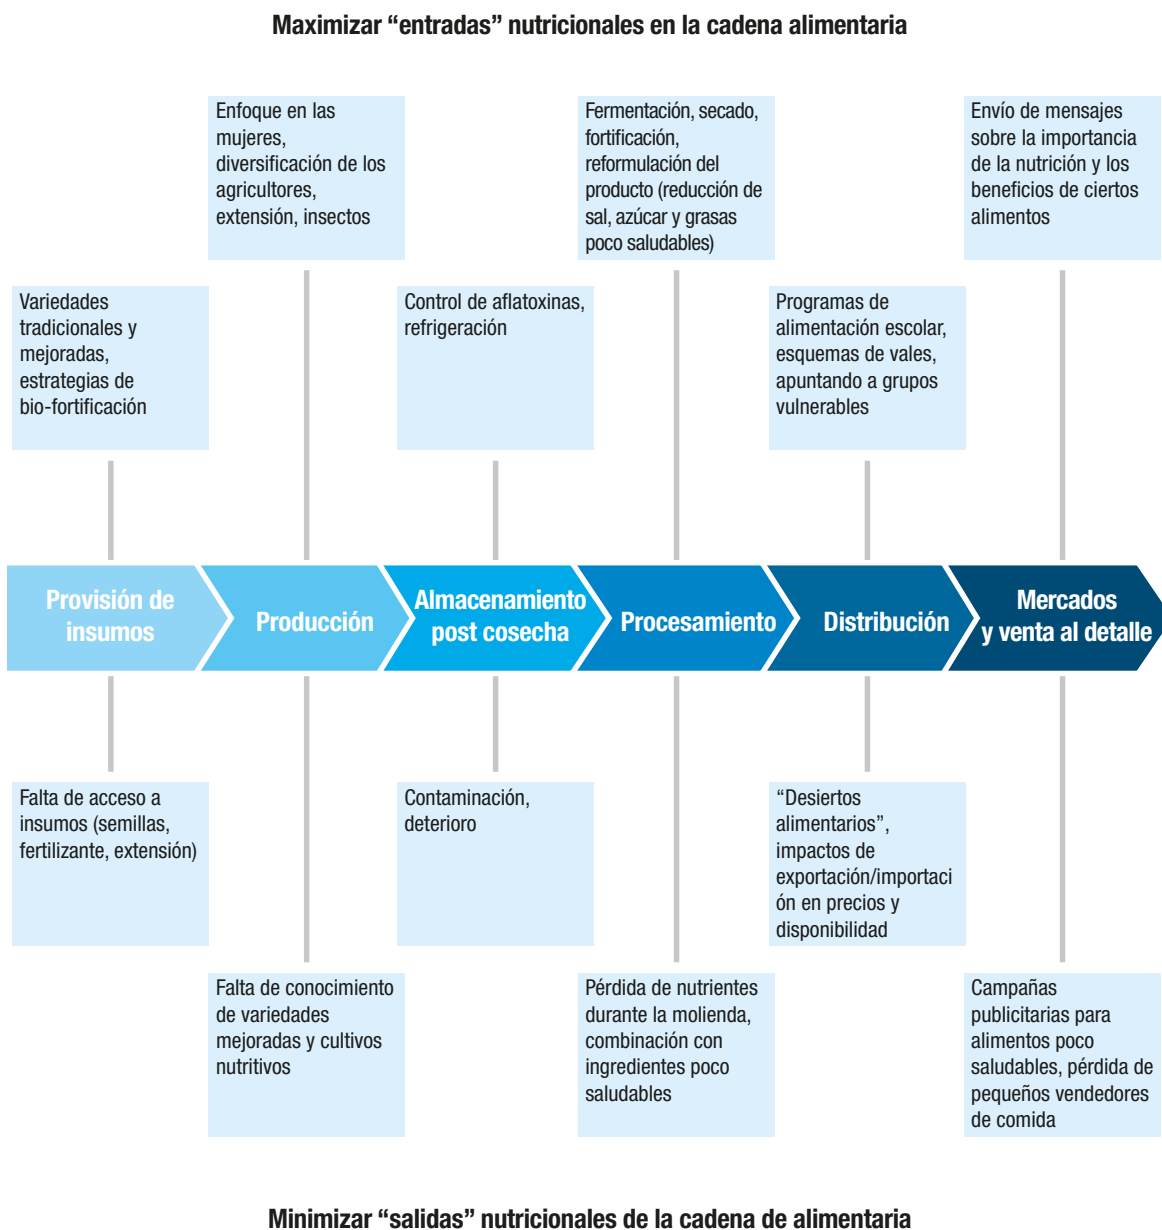 Maximizar “entradas” nutricionales en la cadena alimentaria
Enfoque en las
mujeres,
diversificación de los
agricultores,
extensión, insectos
Fermentación, secado,
fortificación,
reformulación del
producto (reducción de
sal, azúcar y grasas
poco saludables)
Envío de mensajes
sobre la importancia
de la nutrición y los
beneficios de ciertos
alimentos
Variedades
tradicionales y
mejoradas,
estrategias de
bio-fortificación
Control de aflatoxinas,
refrigeración
Programas de
alimentación escolar,
esquemas de vales,
apuntando a grupos
vulnerables
Provisión de
insumos
Producción
Almacenamiento
post cosecha
Procesamiento
Distribución
Mercados
y venta al detalle
Falta de acceso a
insumos (semillas,
fertilizante, extensión)
Contaminación,
deterioro
“Desiertos
alimentarios”,
impactos de
exportación/importaci
ón en precios y
disponibilidad
Falta de conocimiento
de variedades
mejoradas y cultivos
nutritivos
Pérdida de nutrientes
durante la molienda,
combinación con
ingredientes poco
saludables
Campañas
publicitarias para
alimentos poco
saludables, pérdida de
pequeños vendedores
de comida
Minimizar “salidas” nutricionales de la cadena de alimentaria